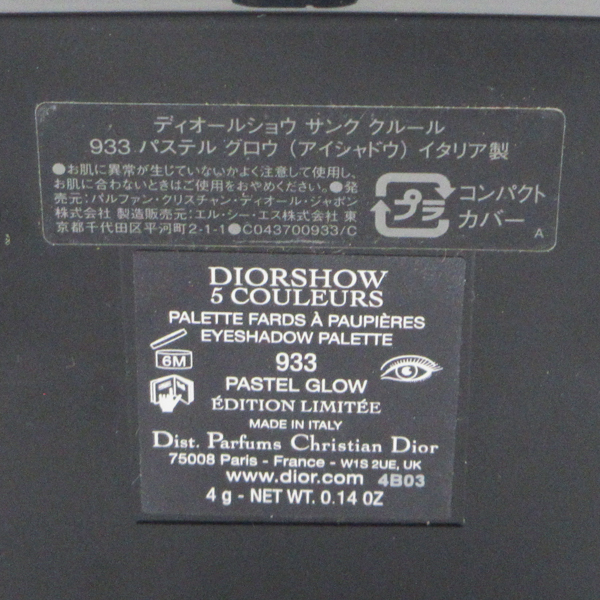 ディオールショウ サンク クルール
933 パステル グロウ (アイシャドウ) イタリア製
●お肌に異常が生じていないかよく注意して使用し、
お肌に合わないときはご使用をおやめください。●発
売元:パルファン・クリスチャン・ディオール・ジャポン
株式会社 製造販売元:エル・シー・エス株式会社 東
京都千代田区平河町2-1-1●C043700933/C
プラ
コンパクト
カバー
A
DIORSHOW
5 COULEURS
PALETTE FARDS À PAUPIÈRES
EYESHADOW PALETTE
6M
933
PASTEL GLOW
ÉDITION LIMITÉE
MADE IN ITALY
Dist. Parfums Christian Dior
75008 Paris - France - W1S 2UE, UK
www.dior.com 4B03
4 g - NET WT. 0.14 OZ